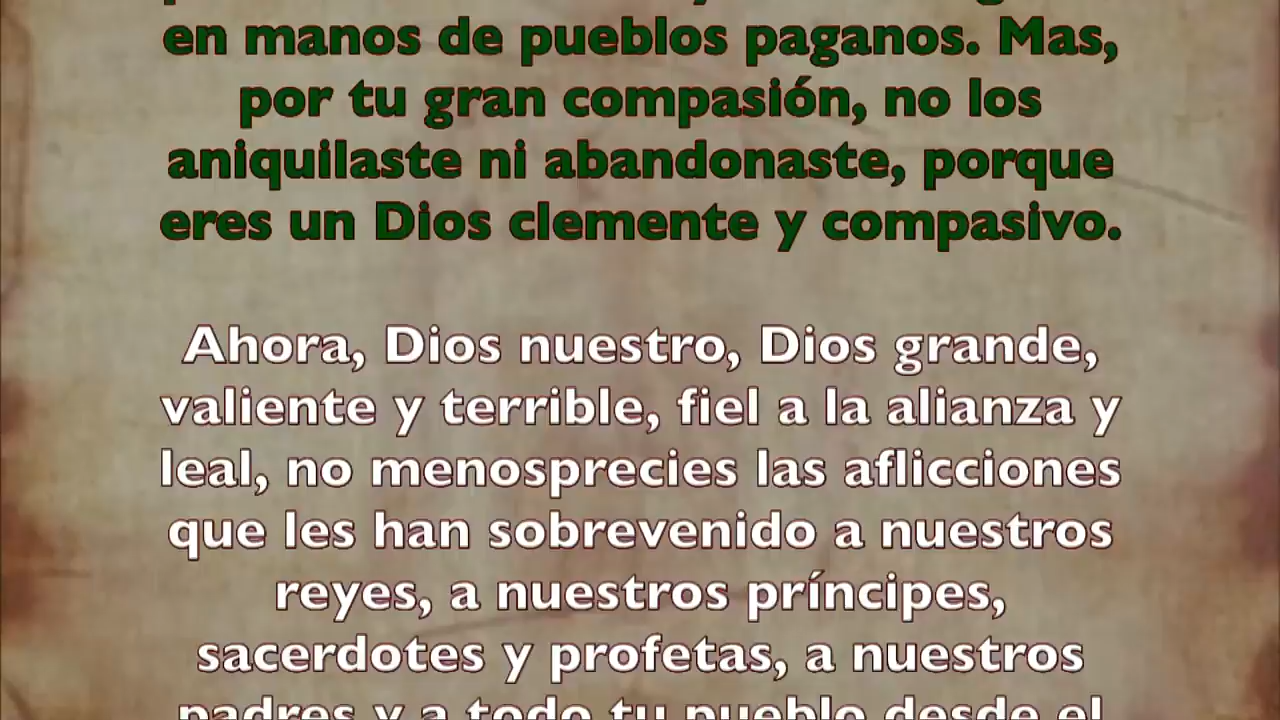 en manos de pueblos paganos. Mas,
por tu gran compasión, no los
aniquilaste ni abandonaste, porque
eres un Dios clemente y compasivo.
Ahora, Dios nuestro, Dios grande,
valiente y terrible, fiel a la alianza y
leal, no menosprecies las aflicciones
que les han sobrevenido a nuestros
reyes, a nuestros príncipes,
sacerdotes y profetas, a nuestros
padres y a todo tu pueblo desde el